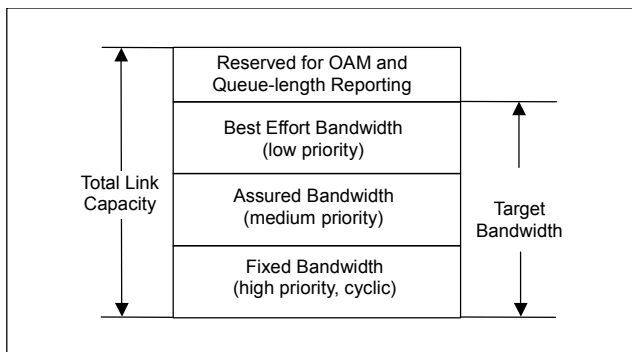 Reserved for OAM and
Queue-length Reporting
Best Effort Bandwidth
(low priority)
Total Link
Capacity
Assured Bandwidth
(medium priority)
Target
Bandwidth
Fixed Bandwidth
(high priority, cyclic)